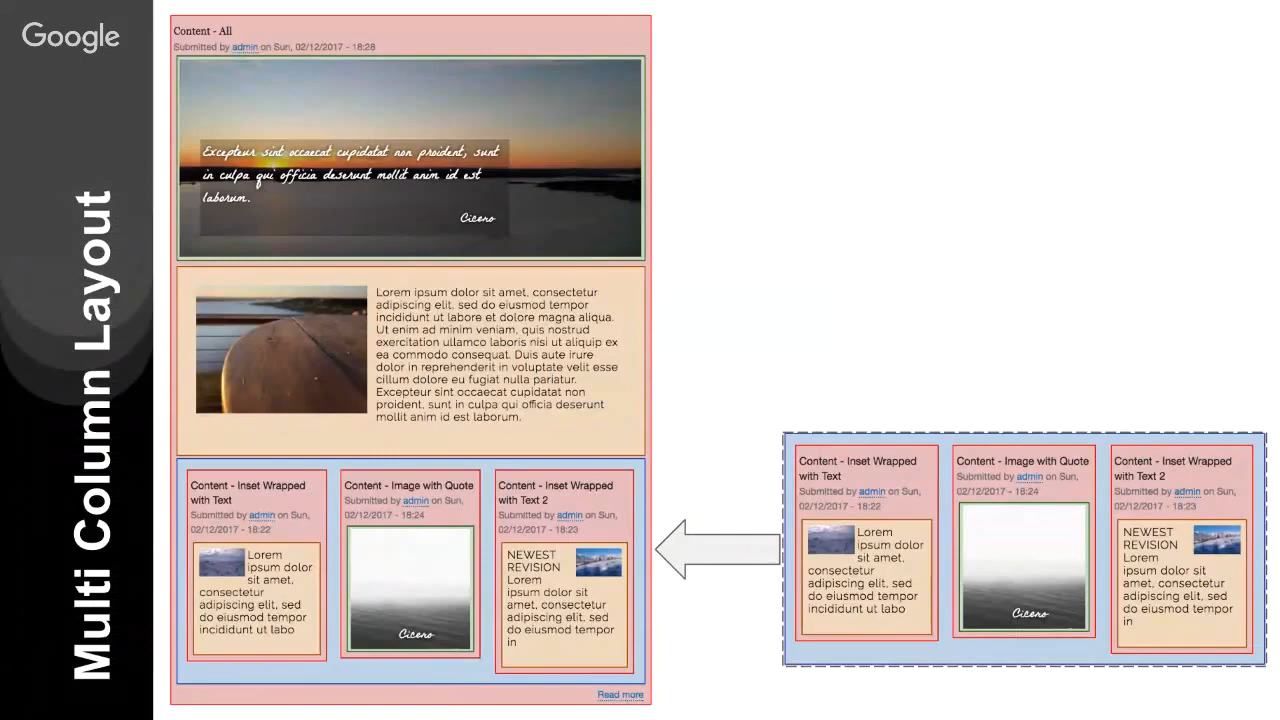 Google
Multi Column Layout
Content - All
Submitted by admin on Sun, 02/12/2017 - 18:28
Excepteur sint occaecat cupidatat non proident, sunt
in culpa qui officia deserunt mollit anim id est
laborum.
Cicero
Lorem ipsum dolor sit amet, consectetur
adipiscing elit, sed do eiusmod tempor
incididunt ut labore et dolore magna aliqua.
Ut enim ad minim veniam, quis nostrud
exercitation ullamco laboris nisi ut aliquip ex
ea commodo consequat. Duis aute irure
dolor in reprehenderit in voluptate velit esse
cillum dolore eu fugiat nulla pariatur.
Excepteur sint occaecat cupidatat non
proident, sunt in culpa qui officia deserunt
mollit anim id est laborum.
Content - Inset Wrapped
with Text
Submitted by admin on Sun,
02/12/2017 - 18:22
Lorem
ipsum dolor
sit amet,
consectetur
adipiscing elit, sed
do eiusmod tempor
incididunt ut labo
Content - Image with Quote
Submitted by admin on Sun,
02/12/2017 - 18:24
Cicero
Content - Inset Wrapped
with Text 2
Submitted by admin on Sun,
02/12/2017 - 18:23
NEWEST
REVISION
Lorem
ipsum dolor sit
amet, consectetur
adipiscing elit, sed
do eiusmod tempor
in
Read more
Content - Inset Wrapped
with Text
Submitted by admin on Sun,
02/12/2017 - 18:22
Lorem
ipsum dolor
sit amet,
consectetur
adipiscing elit, sed
do eiusmod tempor
incididunt ut labo
Content - Image with Quote
Submitted by admin on Sun,
02/12/2017 - 18:24
Cicero
Content - Inset Wrapped
with Text 2
Submitted by admin on Sun,
02/12/2017 - 18:23
NEWEST
REVISION
Lorem
ipsum dolor sit
amet, consectetur
adipiscing elit, sed
do eiusmod tempor
in